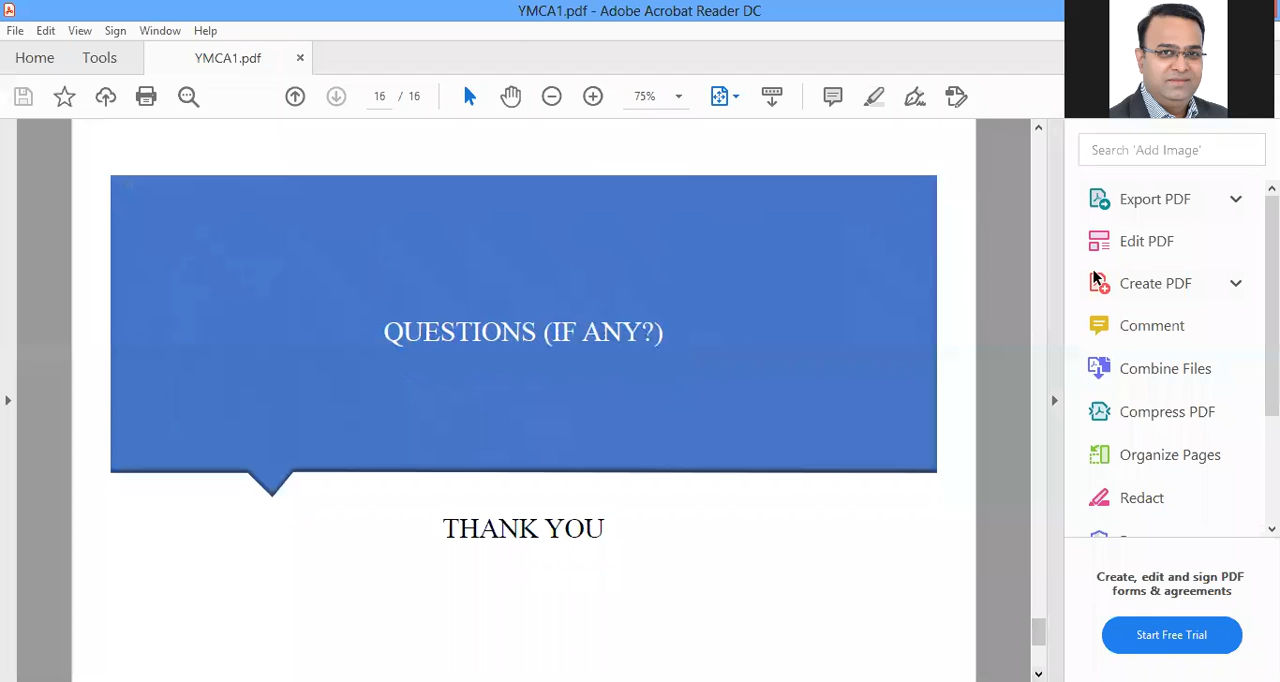 YMCA1.pdf - Adobe Acrobat Reader DC
File Edit View Sign Window Help
Home Tools YMCA1.pdf ×
16 / 16 75%
Search 'Add Image'
Export PDF
Edit PDF
Create PDF
Comment
Combine Files
Compress PDF
Organize Pages
Redact
QUESTIONS (IF ANY?)
THANK YOU
Create, edit and sign PDF
forms & agreements
Start Free Trial